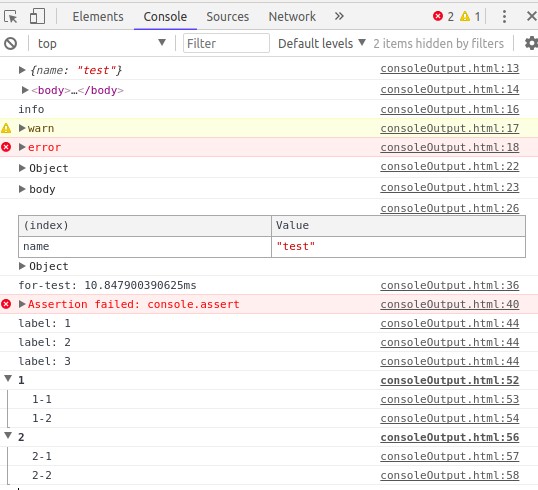 Elements Console Sources Network » 2 1
top Filter Default levels 2 items hidden by filters
{name: "test"} consoleOutput.html:13
<body>…</body> consoleOutput.html:14
info consoleOutput.html:16
warn consoleOutput.html:17
error consoleOutput.html:18
Object consoleOutput.html:22
body consoleOutput.html:23
consoleOutput.html:26
(index) Value
name "test"
Object
for-test: 10.847900390625ms consoleOutput.html:36
Assertion failed: console.assert consoleOutput.html:40
label: 1 consoleOutput.html:44
label: 2 consoleOutput.html:44
label: 3 consoleOutput.html:44
1 consoleOutput.html:52
1-1 consoleOutput.html:53
1-2 consoleOutput.html:54
2 consoleOutput.html:56
2-1 consoleOutput.html:57
2-2 consoleOutput.html:58